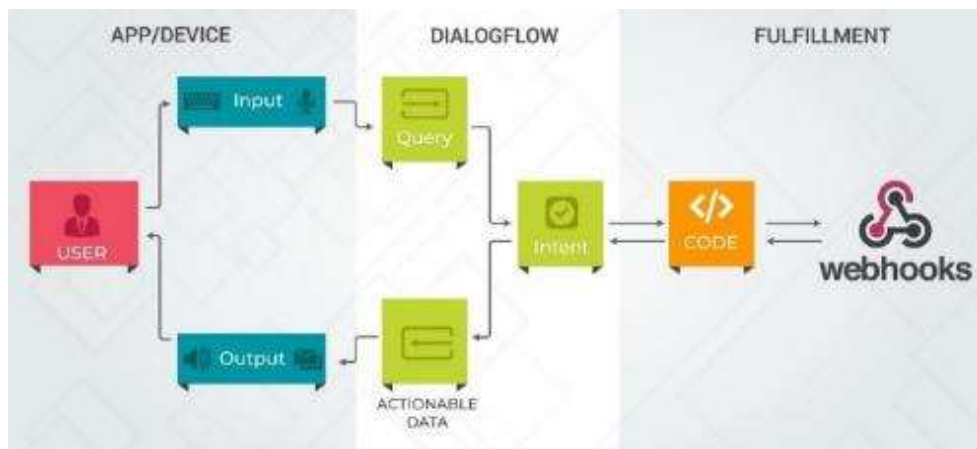 APP/DEVICE
DIALOGFLOW
FULFILLMENT
Input
Query
USER
Intent
</>
CODE
webhooks
Output
ACTIONABLE
DATA